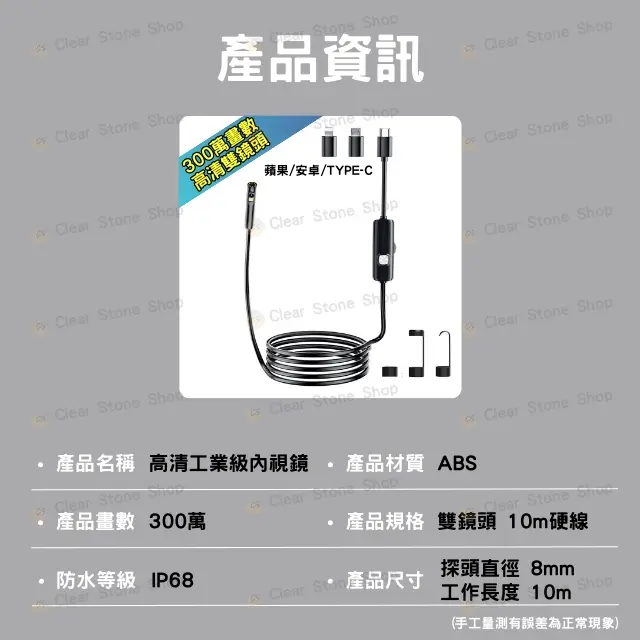 產品資訊
300萬畫數
高清雙鏡頭
蘋果/安卓/TYPE-C
• 產品名稱 高清工業級內視鏡
• 產品材質 ABS
• 產品畫數 300萬
• 產品規格 雙鏡頭 10m硬線
• 防水等級 IP68
• 產品尺寸 探頭直徑 8mm
工作長度 10m
(手工量測有誤差為正常現象)
Clear Stone Shop